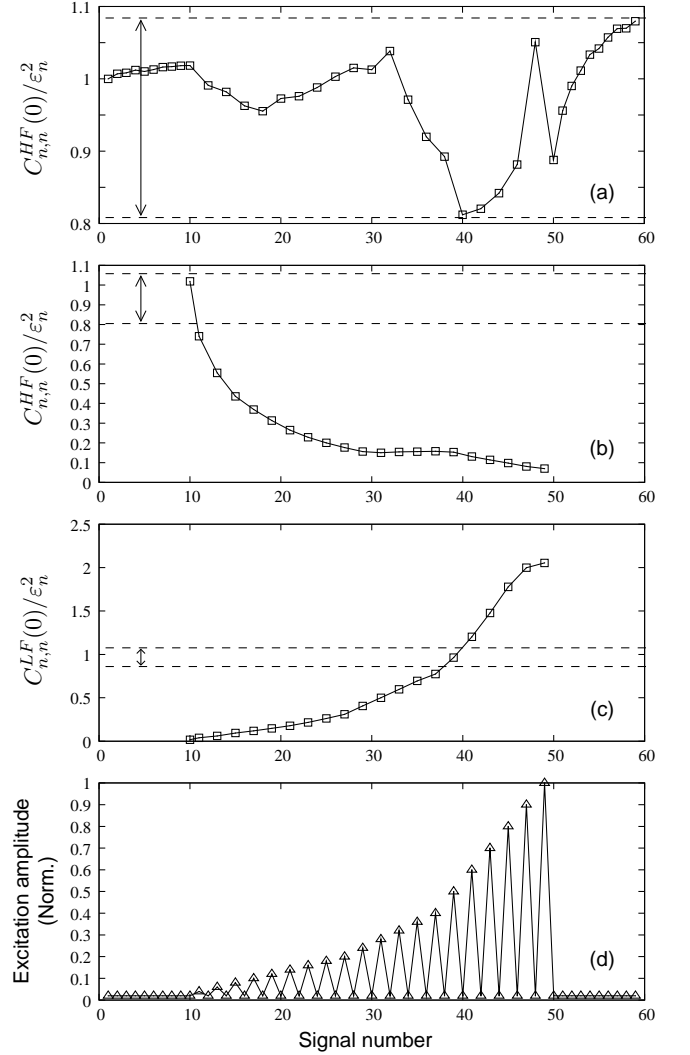 1.1
1
0.9
0.8
0 10 20 30 40 50 60
C^{HF}_{n,n}(0)/ε^2_n
(a)
1.1
1
0.9
0.8
0.7
0.6
0.5
0.4
0.3
0.2
0.1
0
0 10 20 30 40 50 60
C^{HF}_{n,n}(0)/ε^2_n
(b)
2.5
2
1.5
1
0.5
0
0 10 20 30 40 50 60
C^{LF}_{n,n}(0)/ε^2_n
(c)
1
0.9
0.8
0.7
0.6
0.5
0.4
0.3
0.2
0.1
0
0 10 20 30 40 50 60
Excitation amplitude
(Norm.)
(d)
Signal number